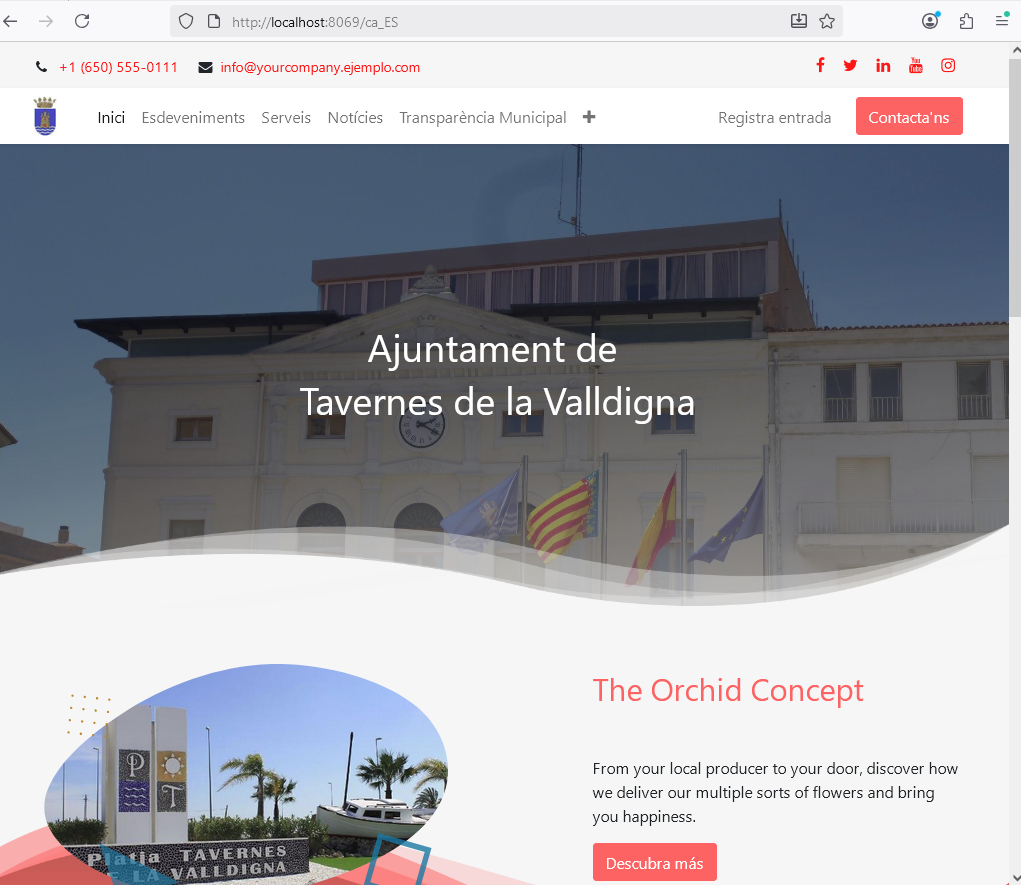 http://localhost:8069/ca_ES
+1 (650) 555-0111 info@yourcompany.ejemplo.com
Inici Esdeveniments Serveis Notícies Transparència Municipal Registra entrada Contacta'ns
Ajuntament de
Tavernes de la Valldigna
The Orchid Concept
From your local producer to your door, discover how
we deliver our multiple sorts of flowers and bring
you happiness.
Descubra más
P
T
Platja TAVERNES
DE LA VALLDIGNA